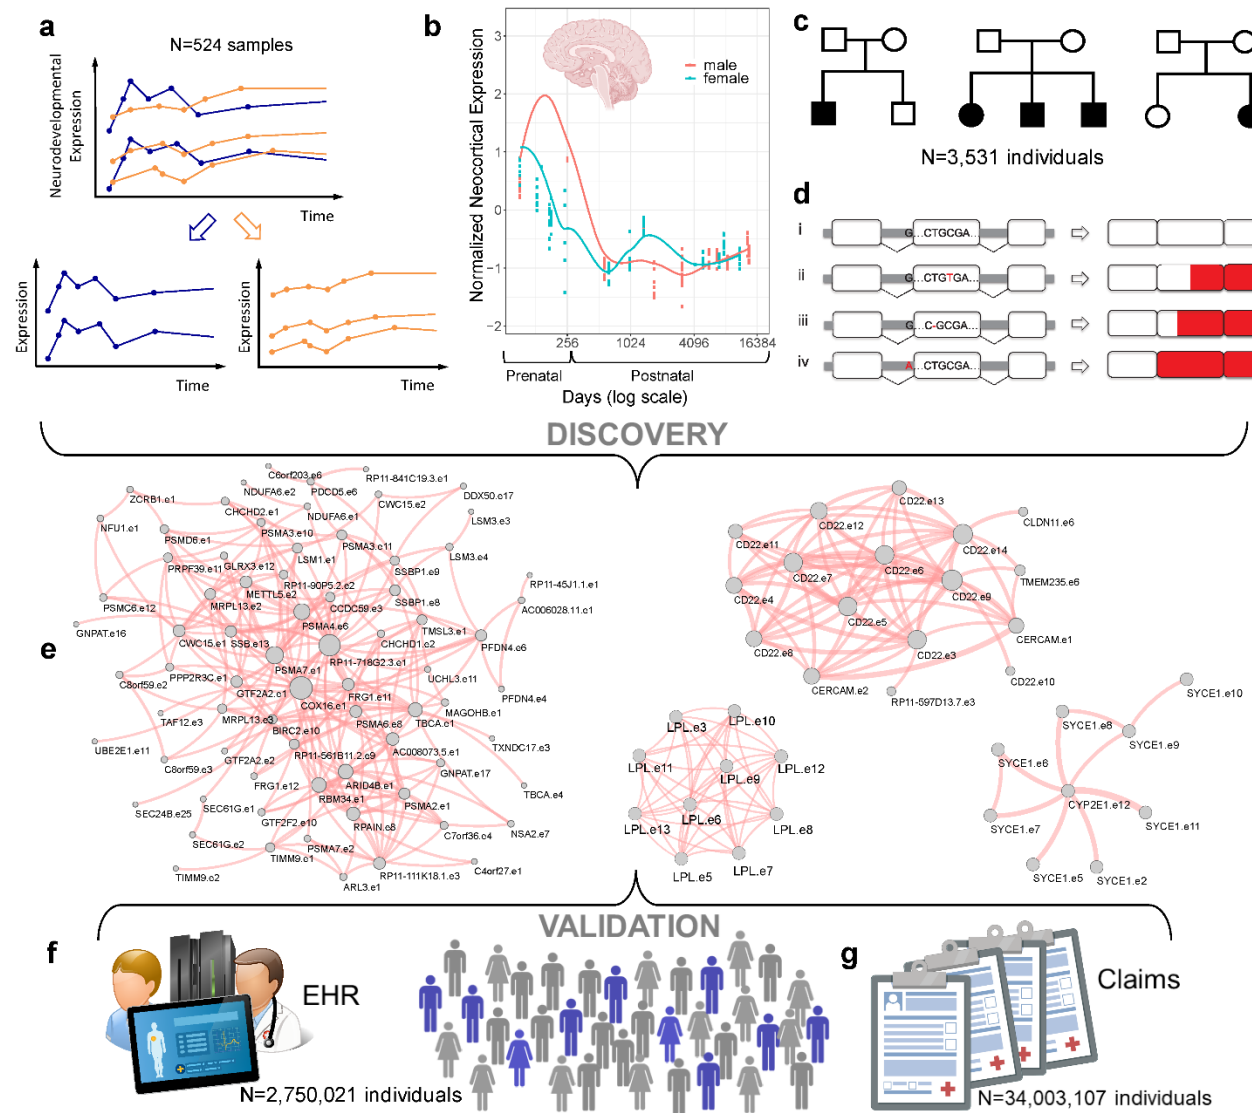 a
N=524 samples
Neurodevelopmental
Expression
Time
Expression
Time
Expression
Time
b
Normalized Neocortical Expression
3
2
1
0
−1
−2
male
female
256
1024
4096
16384
Prenatal
Postnatal
Days (log scale)
c
N=3,531 individuals
d
i
G...CTGCGA...
ii
G...CTGTGA...
iii
G...C-GCGA...
iv
A...CTGCGA...
DISCOVERY
e
C6orf203.e6
RP11-841C19.3.e1
ZCRB1.e1
NDUFA6.e2
PDCD5.e6
DDX50.e17
CHCHD2.e1
CWC15.e2
NFU1.e1
NDUFA6.e1
LSM3.e3
PSMD6.e1
PSMA3.e10
PSMA3.e11
LSM1.e1
LSM3.e4
PRPF39.e11
GLRX3.e12
SSBP1.e9
RP11-90P5.2.e2
RP11-45J1.1.e1
METTL5.e2
PSMC6.e12
MRPL13.e2
CCDC59.e3
SSBP1.e8
AC006028.11.e1
PSMA4.e6
TMSL3.e1
GNPAT.e16
CWC15.e1
SSB.e13
CHCHD1.e2
PFDN4.e6
PSMA7.e1
RP11-718G2.3.e1
C8orf59.e2
PPP2R3C.e1
UCHL3.e11
GTF2A2.e1
FRG1.e11
PFDN4.e4
COX16.e1
TAF12.e3
MRPL13.e3
PSMA6.e8
TBCA.e1
MAGOHB.e1
BIRC2.e10
UBE2E1.e11
GTF2A2.e2
RP11-561B11.2.e9
AC008073.5.e1
TXNDC17.e3
C8orf59.e3
FRG1.e12
ARID4B.e1
GNPAT.e17
TBCA.e4
SEC24B.e25
SEC61G.e1
RBM34.e1
PSMA2.e1
GTF2F2.e10
RPAIN.e8
C7orf36.e4
NSA2.e7
SEC61G.e2
PSMA7.e2
TIMM9.e1
TIMM9.e2
ARL3.e1
RP11-111K18.1.e3
C4orf27.e1
CD22.e13
CD22.e12
CLDN11.e6
CD22.e11
CD22.e14
CD22.e7
CD22.e6
TMEM235.e6
CD22.e4
CD22.e9
CD22.e5
CD22.e8
CD22.e3
CERCAM.e1
CERCAM.e2
CD22.e10
RP11-597D13.7.e3
LPL.e3
LPL.e10
LPL.e11
LPL.e9
LPL.e12
LPL.e13
LPL.e6
LPL.e8
LPL.e5
LPL.e7
SYCE1.e10
SYCE1.e8
SYCE1.e9
SYCE1.e6
CYP2E1.e12
SYCE1.e7
SYCE1.e11
SYCE1.e5
SYCE1.e2
VALIDATION
f
EHR
N=2,750,021 individuals
g
Claims
N=34,003,107 individuals